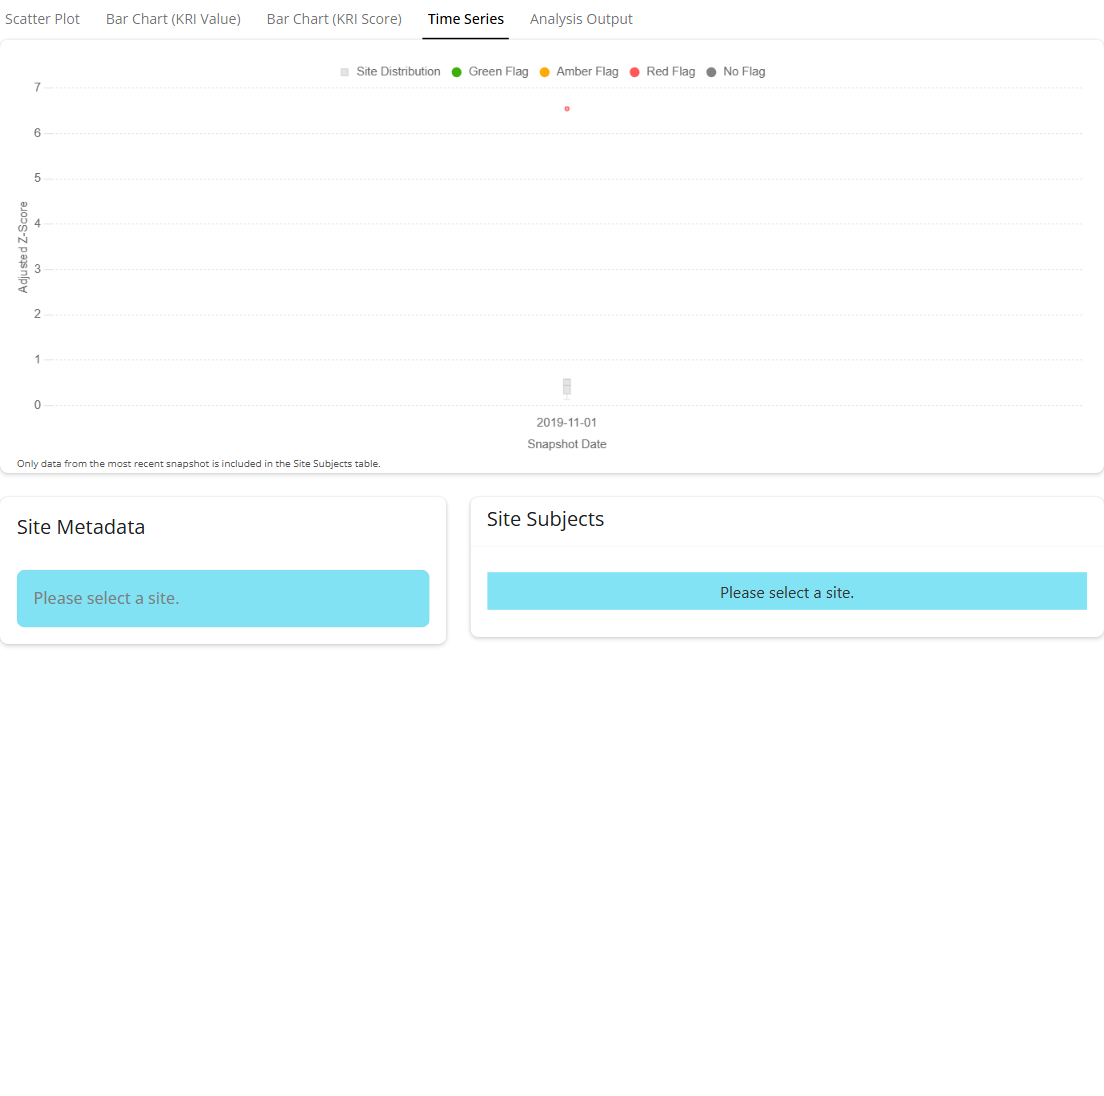 Scatter Plot Bar Chart (KRI Value) Bar Chart (KRI Score) Time Series Analysis Output
Site Distribution Green Flag Amber Flag Red Flag No Flag
7
6
5
4
3
2
1
0
Adjusted Z-Score
2019-11-01
Snapshot Date
Only data from the most recent snapshot is included in the Site Subjects table.
Site Metadata
Please select a site.
Site Subjects
Please select a site.